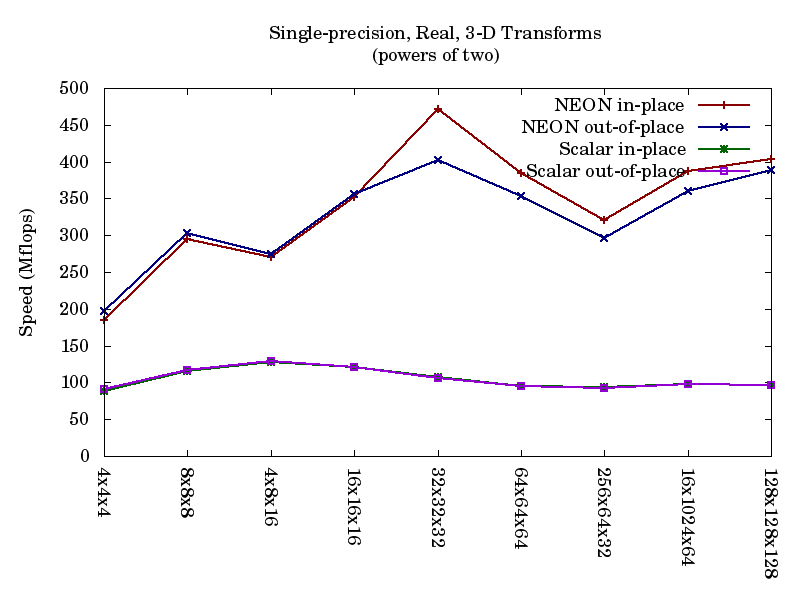 Single-precision, Real, 3-D Transforms
(powers of two)
500
450
400
350
300
250
200
150
100
50
0
Speed (Mflops)
NEON in-place
NEON out-of-place
Scalar in-place
Scalar out-of-place
4x4x4
8x8x8
4x8x16
16x16x16
32x32x32
64x64x64
256x64x32
16x1024x64
128x128x128